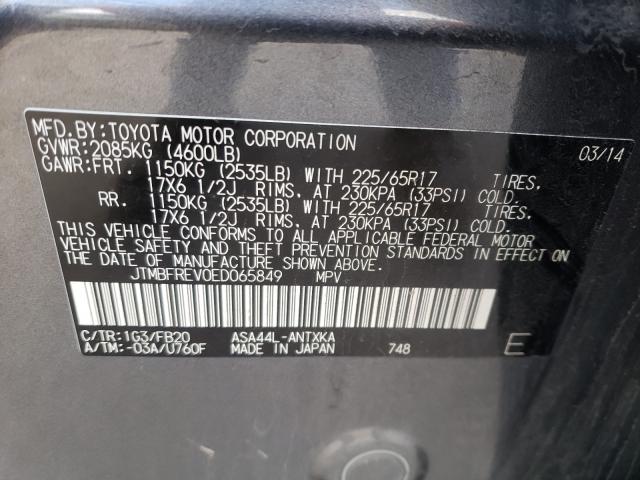 MFD.BY:TOYOTA MOTOR CORPORATION 03/14
GVWR:2085KG (4600LB)
GAWR:FRT. 1150KG (2535LB) WITH 225/65R17 TIRES,
17X6 1/2J RIMS, AT 230KPA (33PSI) COLD.
RR. 1150KG (2535LB) WITH 225/65R17 TIRES,
17X6 1/2J RIMS, AT 230KPA (33PSI) COLD.
THIS VEHICLE CONFORMS TO ALL APPLICABLE FEDERAL MOTOR
VEHICLE SAFETY AND THEFT PREVENTION STANDARDS IN EFFECT ON
THE DATE OF MANUFACTURE SHOWN ABOVE.
JTMBFREV0ED065849 MPV
C/TR:1G3/FB20 ASA44L-ANTXKA
A/TM:-03A/U760F MADE IN JAPAN 748 E